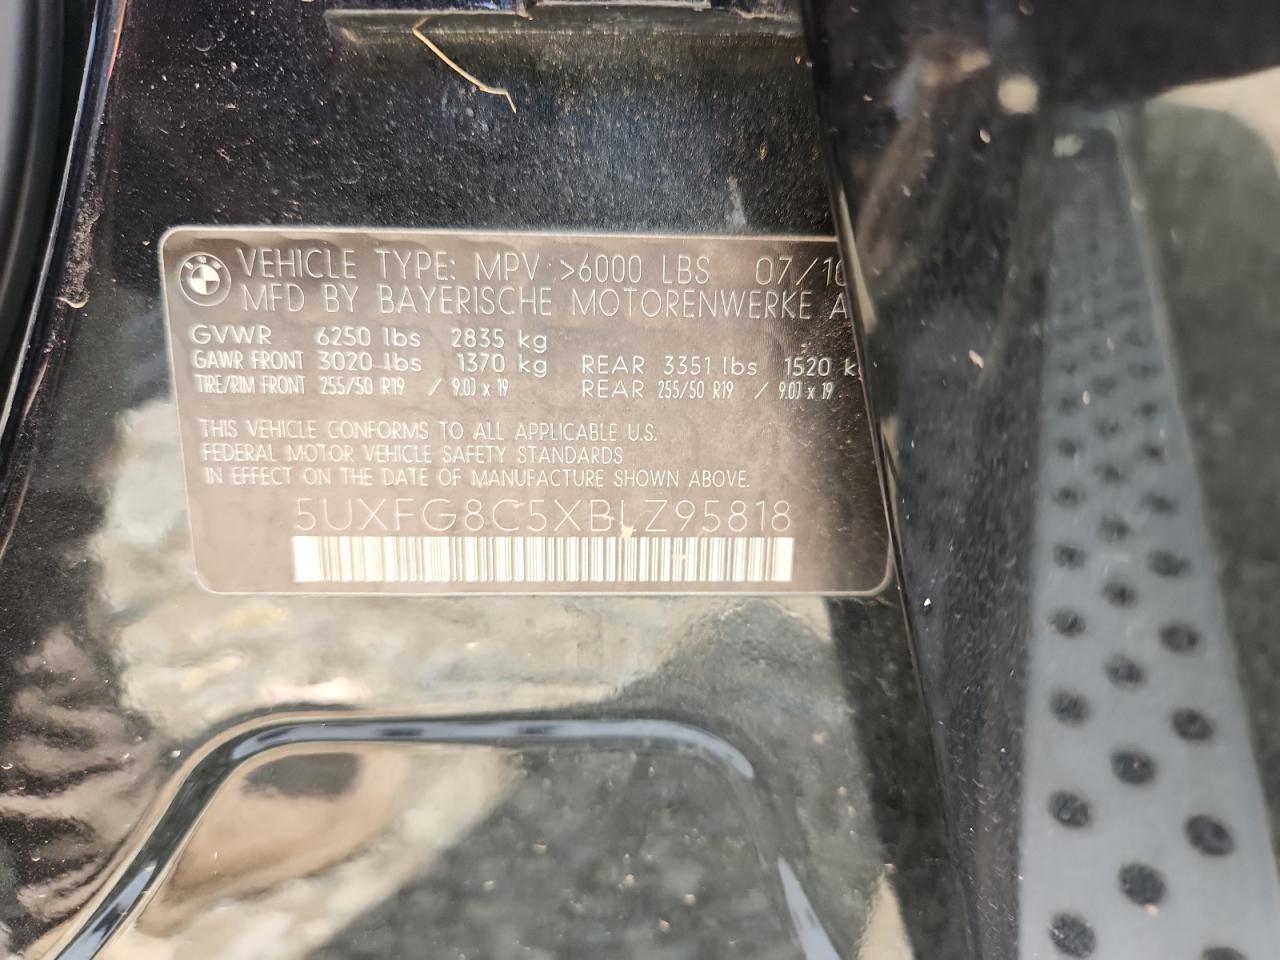 VEHICLE TYPE: MPV >6000 LBS 07/10
MFD BY BAYERISCHE MOTORENWERKE A
GVWR 6250 lbs 2835 kg
GAWR FRONT 3020 lbs 1370 kg REAR 3351 lbs 1520 k
TIRE/RIM FRONT 255/50 R19 / 9.0J x 19 REAR 255/50 R19 / 9.0J x 19
THIS VEHICLE CONFORMS TO ALL APPLICABLE U.S.
FEDERAL MOTOR VEHICLE SAFETY STANDARDS
IN EFFECT ON THE DATE OF MANUFACTURE SHOWN ABOVE.
5UXFG8C5XBLZ95818